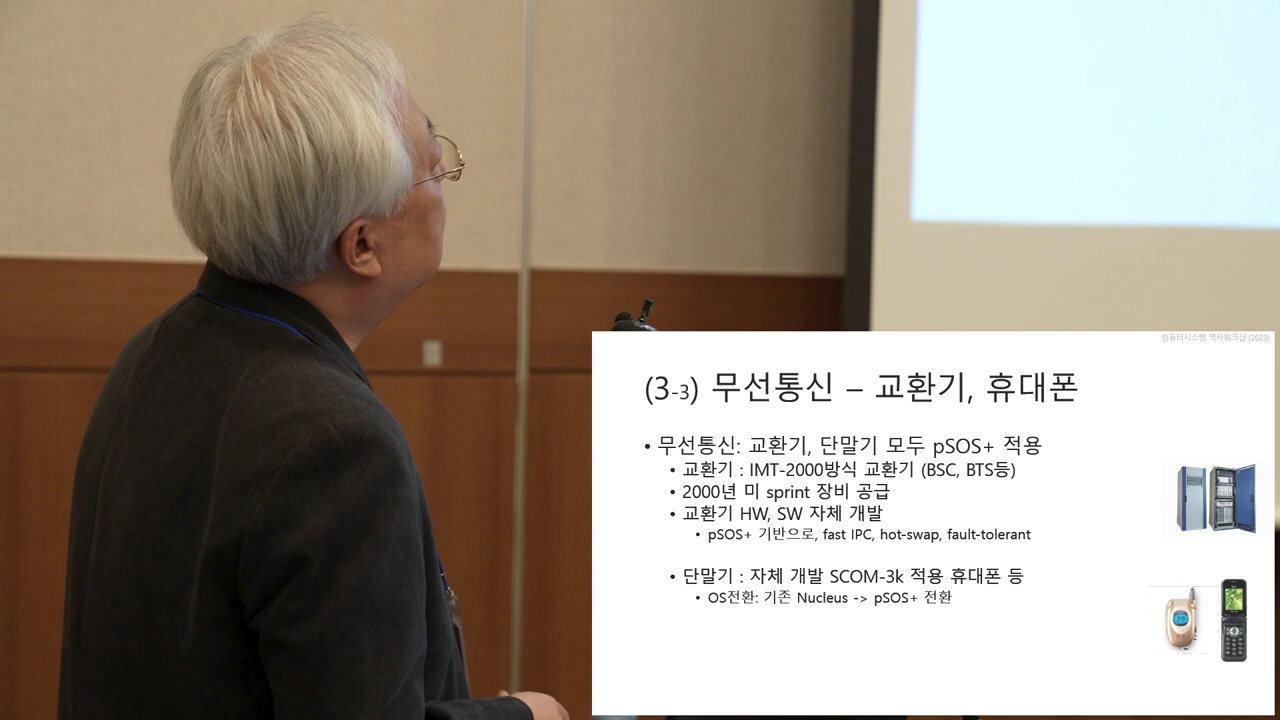 컴퓨터시스템 역사워크샵 (2023)
(3-3) 무선통신 – 교환기, 휴대폰
• 무선통신: 교환기, 단말기 모두 pSOS+ 적용
• 교환기 : IMT-2000방식 교환기 (BSC, BTS등)
• 2000년 미 sprint 장비 공급
• 교환기 HW, SW 자체 개발
• pSOS+ 기반으로, fast IPC, hot-swap, fault-tolerant
• 단말기 : 자체 개발 SCOM-3k 적용 휴대폰 등
• OS전환: 기존 Nucleus -> pSOS+ 전환